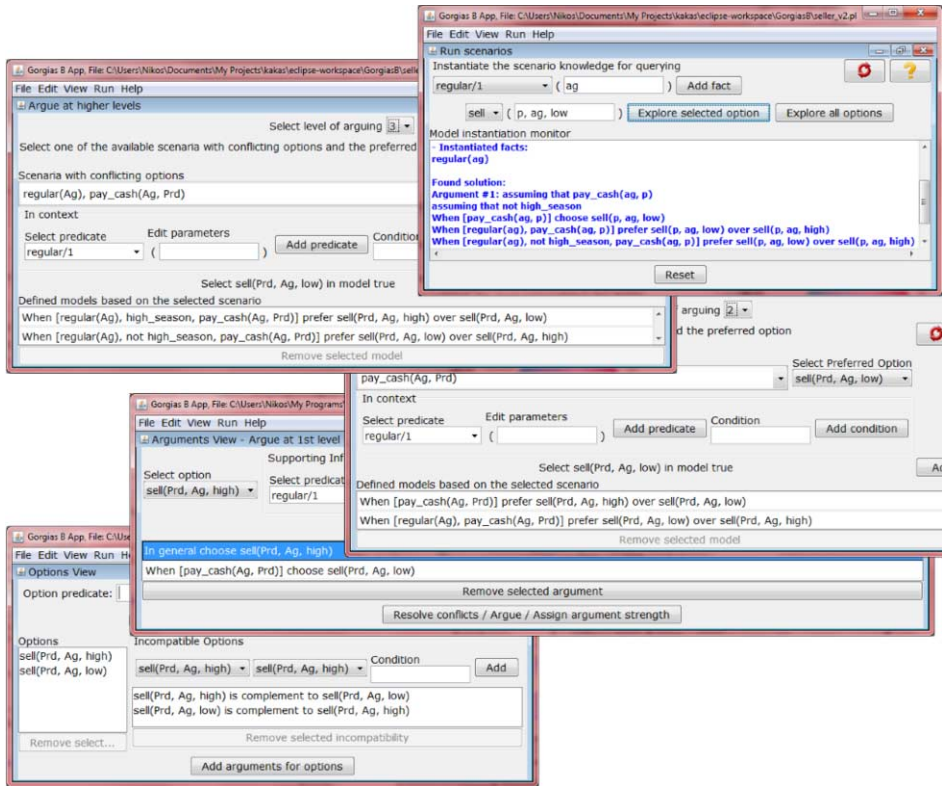 Gorgias B App, File: C:\Users\Nikos\Documents\My Projects\kakas\eclipse-workspace\GorgiasB\seller_v2.pl
File Edit View Run Help
Run scenarios
Instantiate the scenario knowledge for querying
regular/1 ( ag ) Add fact
sell ( p, ag, low ) Explore selected option Explore all options
Model instantiation monitor
- Instantiated facts:
regular(ag)
Found solution:
Argument #1: assuming that pay_cash(ag, p)
assuming that not high_season
When [pay_cash(ag, p)] choose sell(p, ag, low)
When [regular(ag), pay_cash(ag, p)] prefer sell(p, ag, low) over sell(p, ag, high)
When [regular(ag), not high_season, pay_cash(ag, p)] prefer sell(p, ag, low) over sell(p, ag, high)
Reset
Gorgias B App, File: C:\Users\Nikos\Documents\My Projects\kakas\eclipse-workspace\GorgiasB\selle
File Edit View Run Help
Argue at higher levels
Select level of arguing 3
Select one of the available scenaria with conflicting options and the preferred
Scenaria with conflicting options
regular(Ag), pay_cash(Ag, Prd)
In context
Select predicate Edit parameters Condition
regular/1 ( ) Add predicate
Select sell(Prd, Ag, low) in model true
Defined models based on the selected scenario
When [regular(Ag), high_season, pay_cash(Ag, Prd)] prefer sell(Prd, Ag, high) over sell(Prd, Ag, low)
When [regular(Ag), not high_season, pay_cash(Ag, Prd)] prefer sell(Prd, Ag, low) over sell(Prd, Ag, high)
Remove selected model
arguing 2
d the preferred option
Select Preferred Option
pay_cash(Ag, Prd) sell(Prd, Ag, low)
In context
Select predicate Edit parameters Condition
regular/1 ( ) Add predicate Add condition
Select sell(Prd, Ag, low) in model true
Defined models based on the selected scenario
When [pay_cash(Ag, Prd)] prefer sell(Prd, Ag, high) over sell(Prd, Ag, low)
When [regular(Ag), pay_cash(Ag, Prd)] prefer sell(Prd, Ag, low) over sell(Prd, Ag, high)
Remove selected model
Gorgias B App, File: C:\Users\Nikos\My Programs\
File Edit View Run Help
Arguments View - Argue at 1st level
Supporting Inf
Select option Select predicat
sell(Prd, Ag, high) regular/1
In general choose sell(Prd, Ag, high)
When [pay_cash(Ag, Prd)] choose sell(Prd, Ag, low)
Remove selected argument
Resolve conflicts / Argue / Assign argument strength
Gorgias B App, File: C:\Use
File Edit View Run H
Options View
Option predicate:
Options Incompatible Options
sell(Prd, Ag, high)
sell(Prd, Ag, low)
sell(Prd, Ag, high) sell(Prd, Ag, high) Condition Add
sell(Prd, Ag, high) is complement to sell(Prd, Ag, low)
sell(Prd, Ag, low) is complement to sell(Prd, Ag, high)
Remove select... Remove selected incompatibility
Add arguments for options